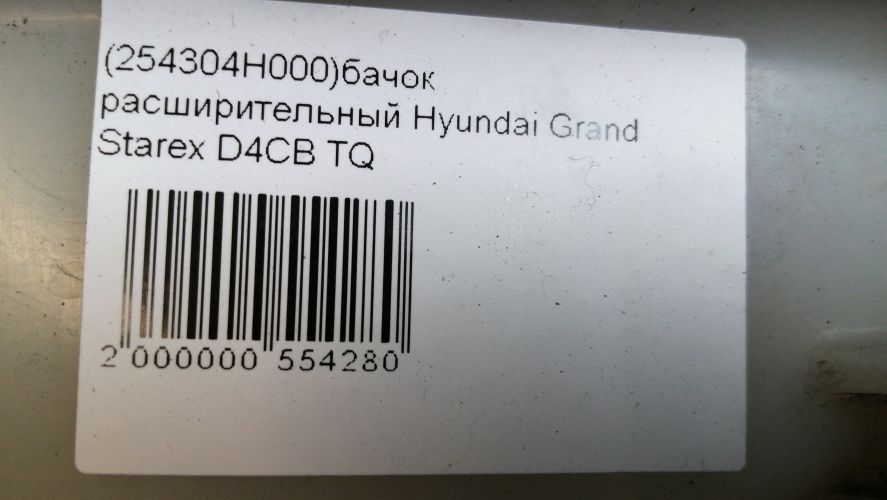 (254304H000)бачок
расширительный Hyundai Grand
Starex D4CB TQ
2 000000 554280